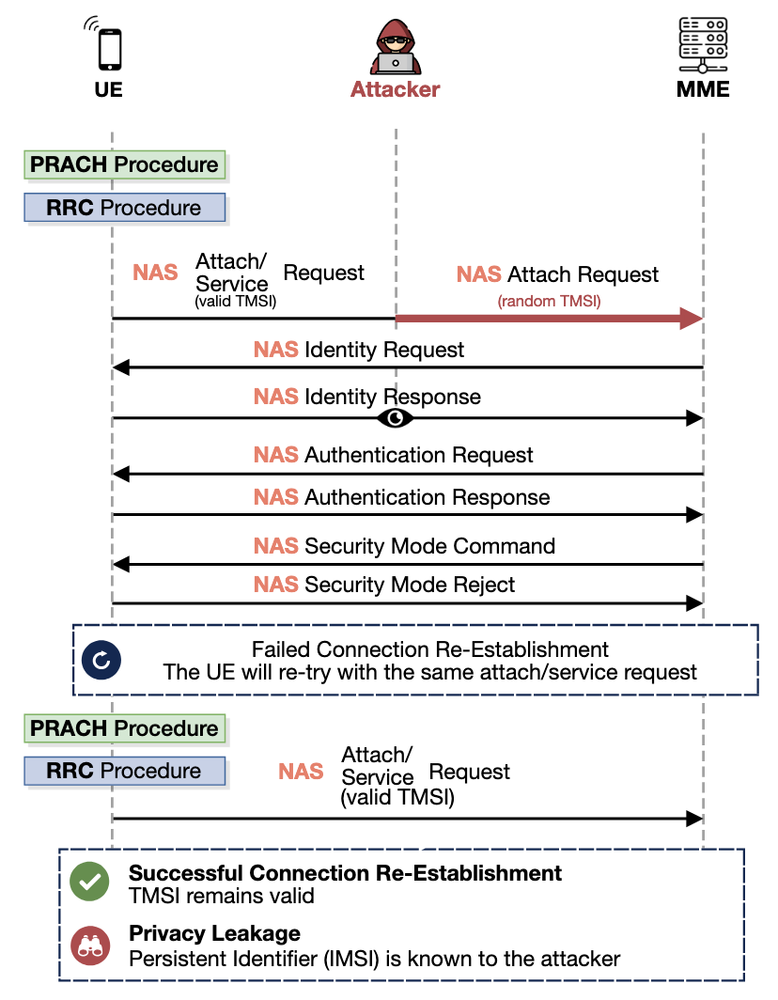 UE
Attacker
MME
PRACH Procedure
RRC Procedure
NAS Attach/ Service Request
(valid TMSI)
NAS Attach Request
(random TMSI)
NAS Identity Request
NAS Identity Response
NAS Authentication Request
NAS Authentication Response
NAS Security Mode Command
NAS Security Mode Reject
Failed Connection Re-Establishment
The UE will re-try with the same attach/service request
PRACH Procedure
RRC Procedure
NAS Attach/ Service Request
(valid TMSI)
Successful Connection Re-Establishment
TMSI remains valid
Privacy Leakage
Persistent Identifier (IMSI) is known to the attacker